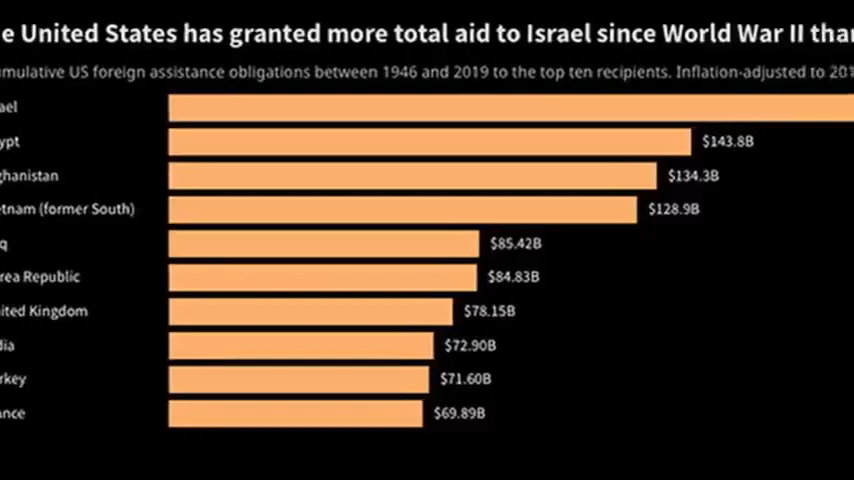 e United States has granted more total aid to Israel since World War II than
umulative US foreign assistance obligations between 1946 and 2019 to the top ten recipients. Inflation-adjusted to 201
ael
ypt $143.8B
ghanistan $134.3B
etnam (former South) $128.9B
q $85.42B
rea Republic $84.83B
ited Kingdom $78.15B
dia $72.90B
rkey $71.60B
ance $69.89B